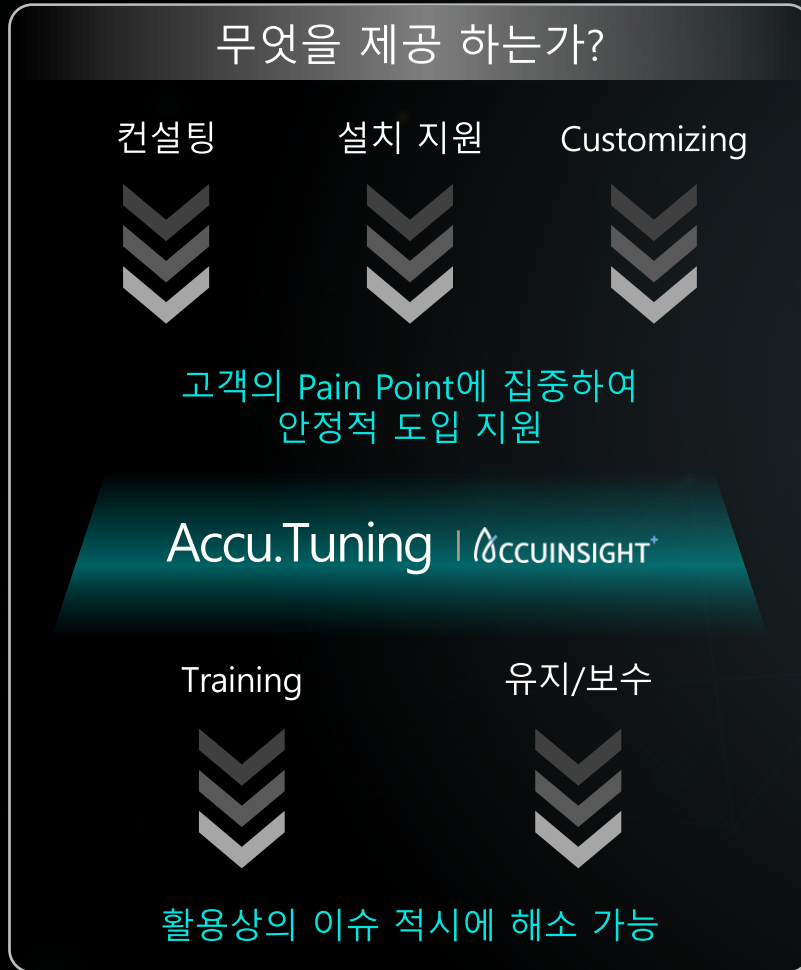 무엇을 제공 하는가?
컨설팅 설치 지원 Customizing
고객의 Pain Point에 집중하여
안정적 도입 지원
Accu.Tuning | ACCUINSIGHT+
Training 유지/보수
활용상의 이슈 적시에 해소 가능